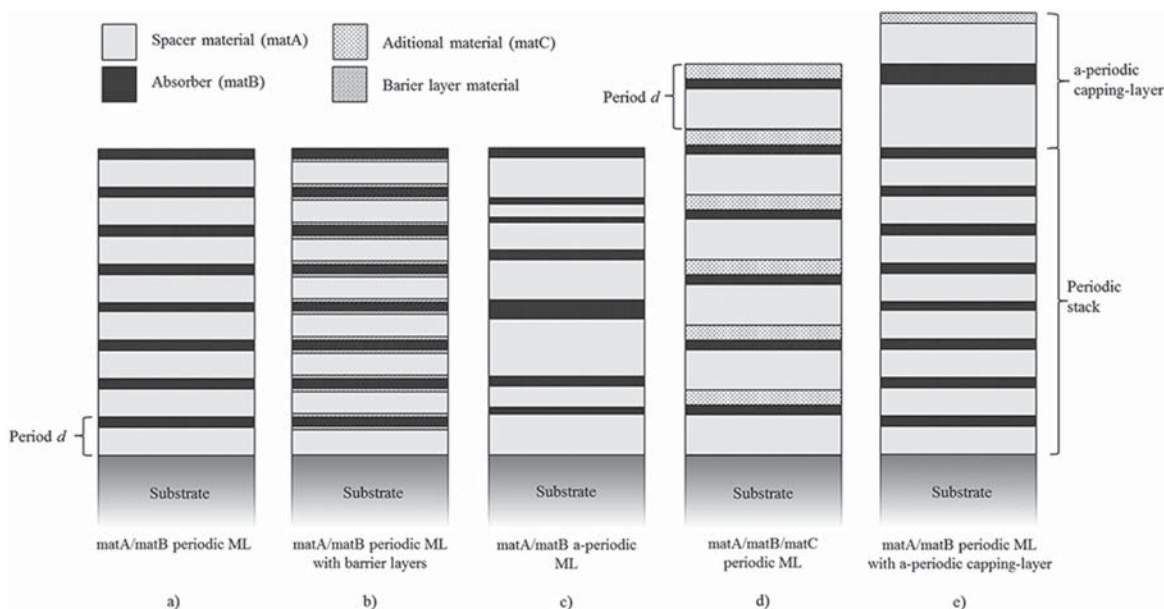 Spacer material (matA)
Aditional material (matC)
Absorber (matB)
Barier layer material
Period d
a-periodic
capping-layer
Period d
Periodic
stack
Substrate
Substrate
Substrate
Substrate
Substrate
matA/matB periodic ML
matA/matB periodic ML
with barrier layers
matA/matB a-periodic
ML
matA/matB/matC
periodic ML
matA/matB periodic ML
with a-periodic capping-layer
a)
b)
c)
d)
e)